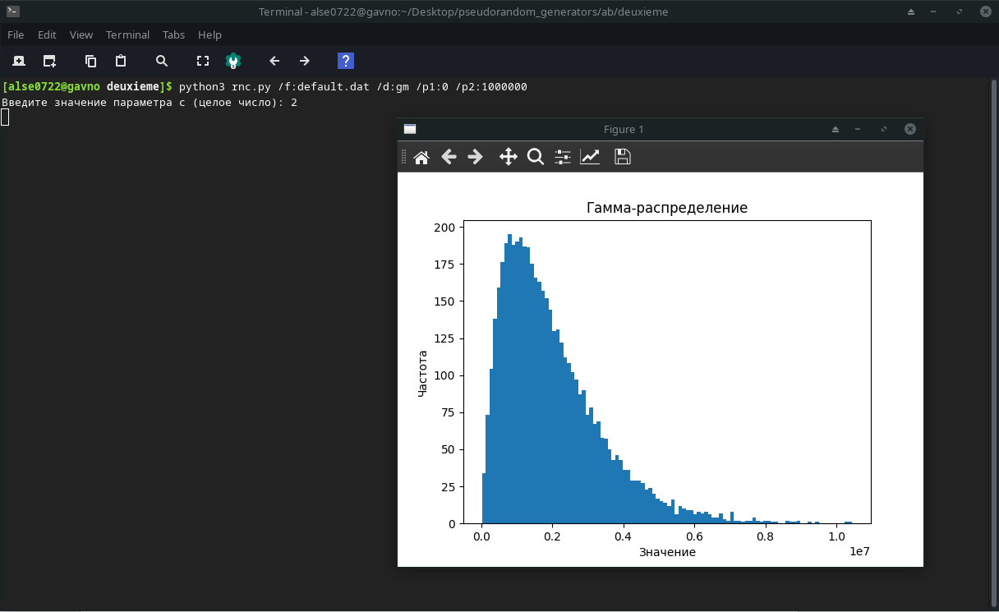 Terminal - alse0722@gavno:~/Desktop/pseudorandom_generators/ab/deuxieme
File Edit View Terminal Tabs Help
[alse0722@gavno deuxieme]$ python3 rnc.py /f:default.dat /d:gm /p1:0 /p2:1000000
Введите значение параметра c (целое число): 2
Figure 1
Гамма-распределение
200
175
150
125
100
75
50
25
0
Частота
0.0 0.2 0.4 0.6 0.8 1.0
1e7
Значение